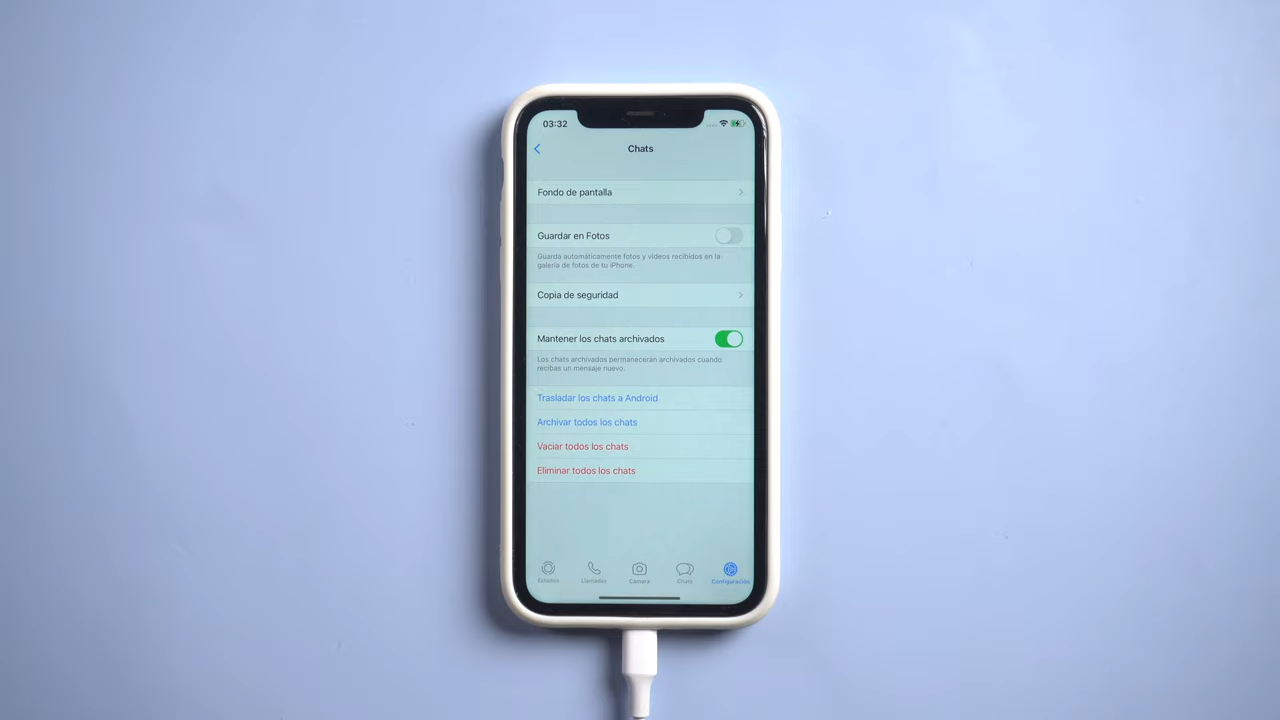 03:32
Chats
Fondo de pantalla
Guardar en Fotos
Guarda automáticamente fotos y videos recibidos en la
galería de fotos de tu iPhone.
Copia de seguridad
Mantener los chats archivados
Los chats archivados permanecerán archivados cuando
recibas un mensaje nuevo.
Trasladar los chats a Android
Archivar todos los chats
Vaciar todos los chats
Eliminar todos los chats
Estados Llamadas Cámara Chats Configuración